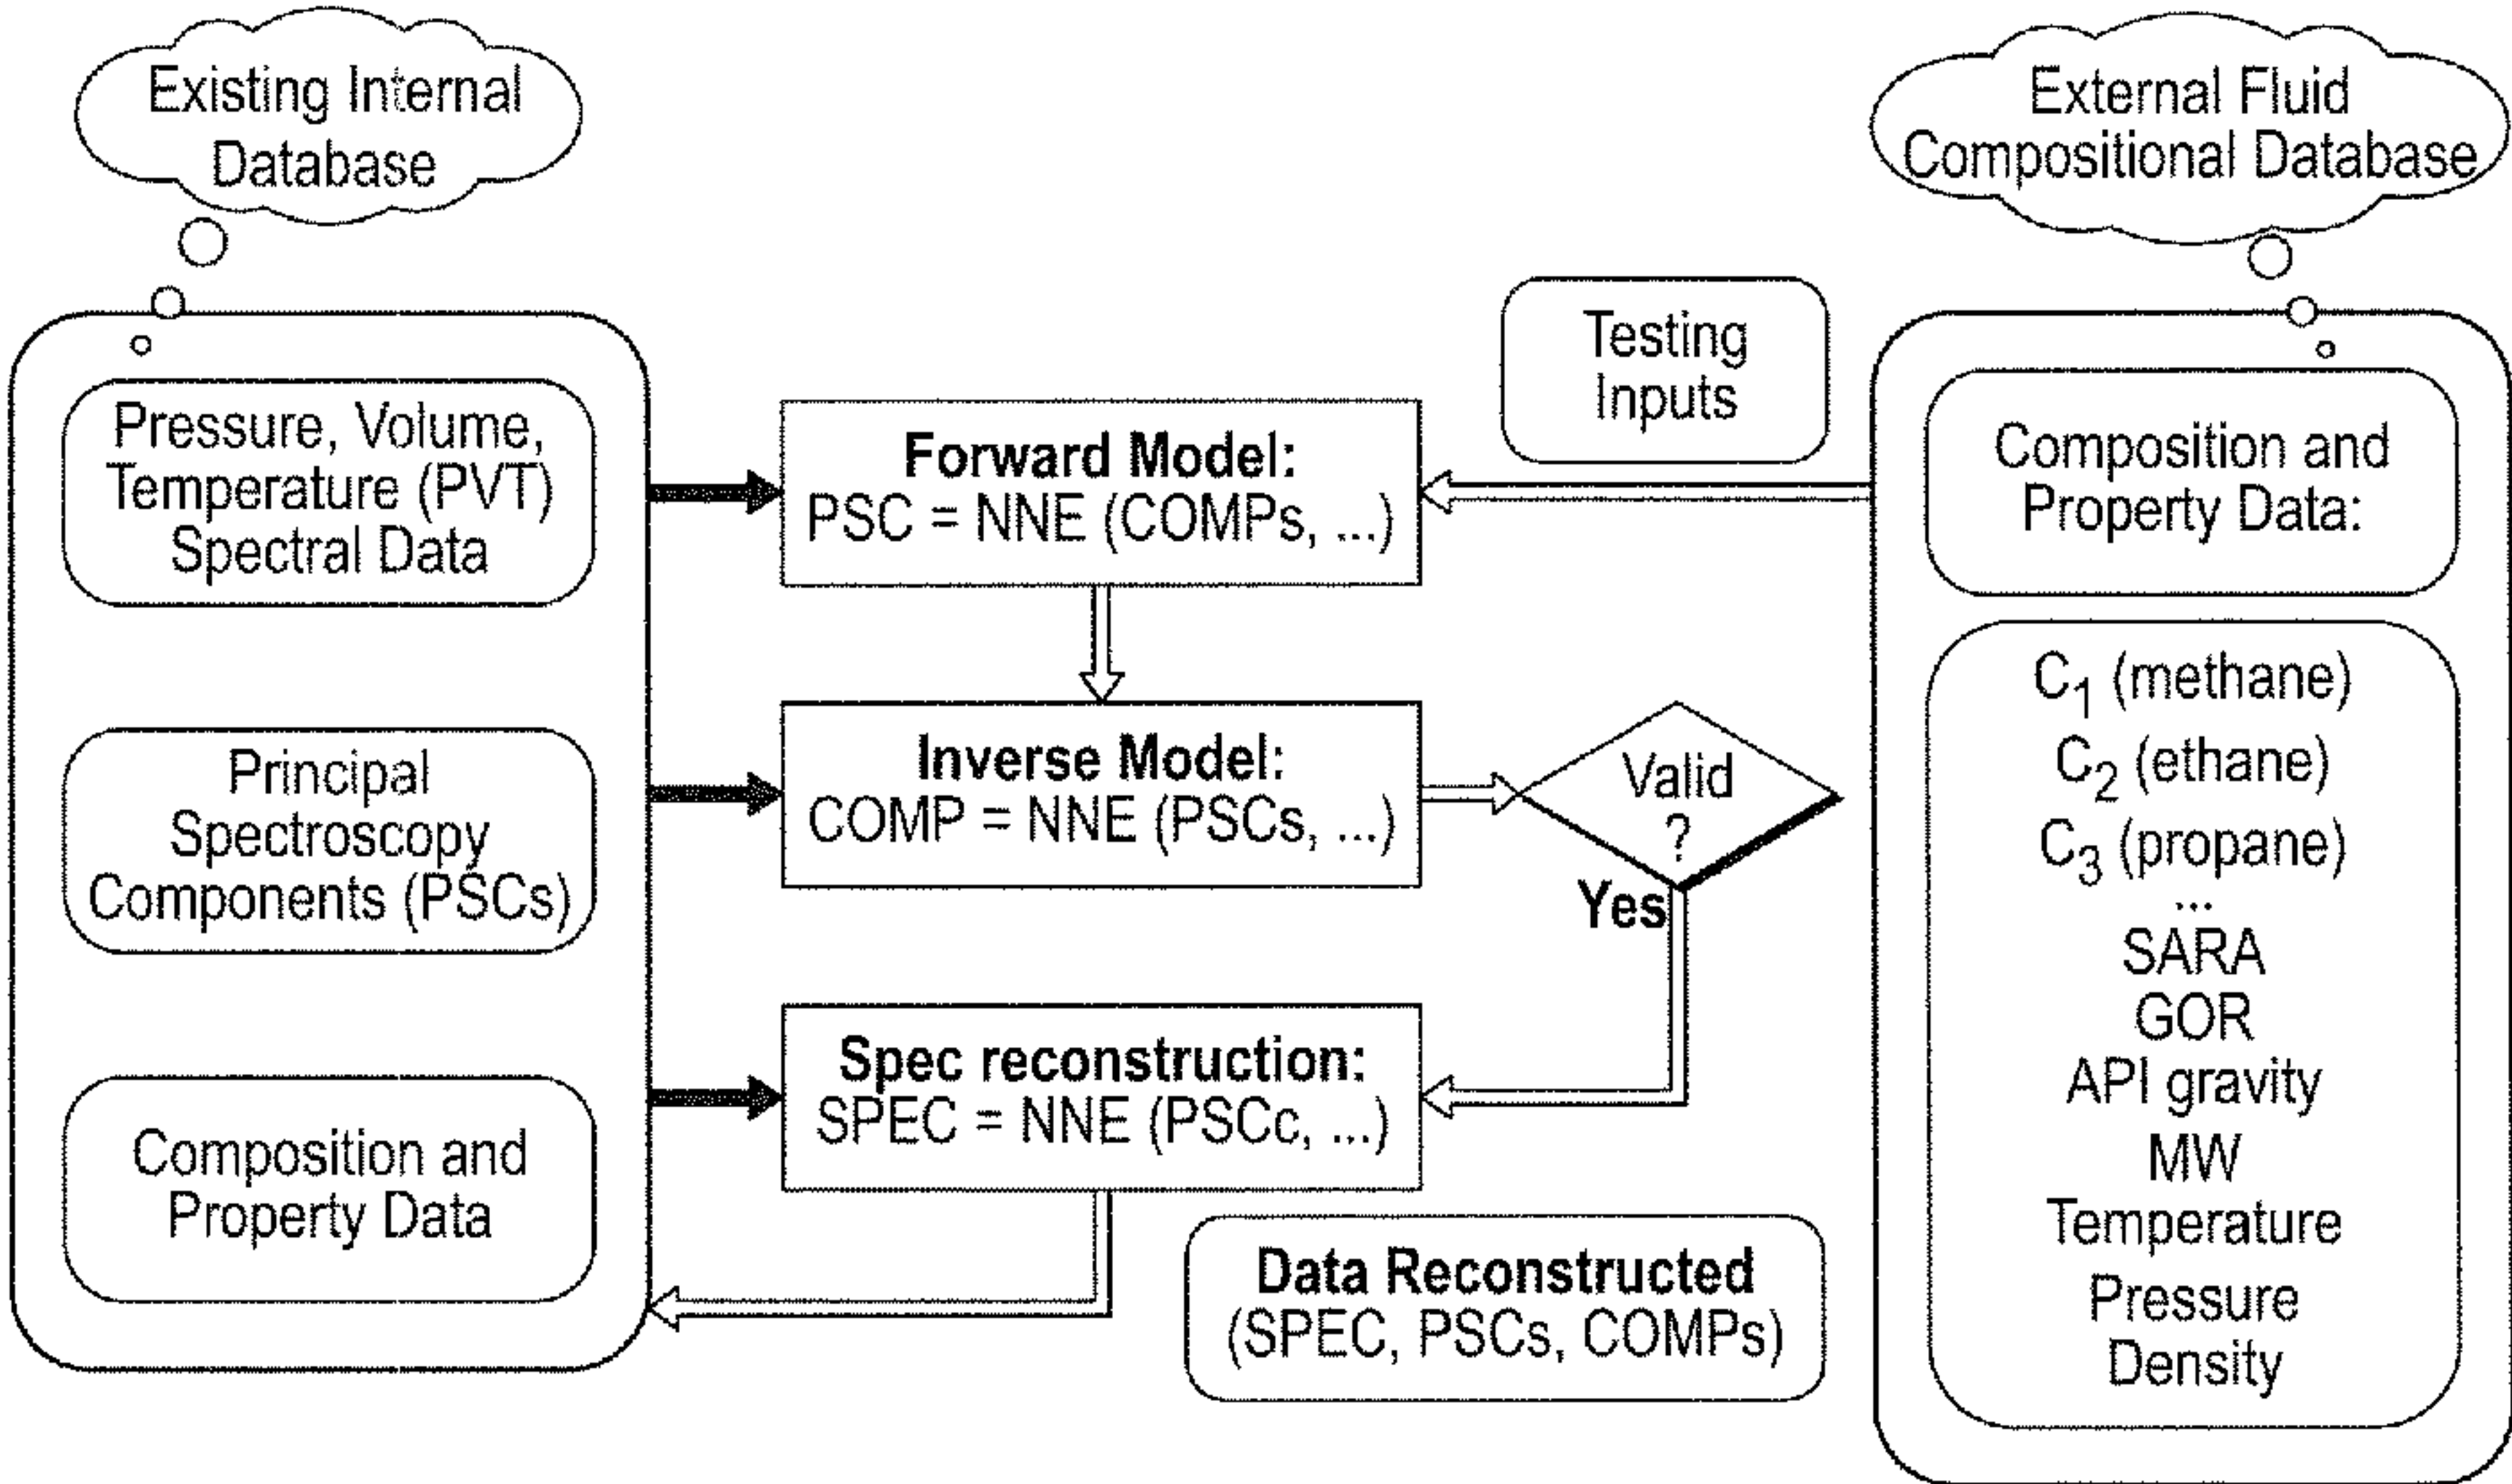 Existing Internal
Database
External Fluid
Compositional Database
Pressure, Volume,
Temperature (PVT)
Spectral Data
Principal
Spectroscopy
Components (PSCs)
Composition and
Property Data
Forward Model:
PSC = NNE (COMPs, ...)
Inverse Model:
COMP = NNE (PSCs, ...)
Spec reconstruction:
SPEC = NNE (PSCc, ...)
Testing
Inputs
Valid
?
Yes
Data Reconstructed
(SPEC, PSCs, COMPs)
Composition and
Property Data:
C₁ (methane)
C₂ (ethane)
C₃ (propane)
...
SARA
GOR
API gravity
MW
Temperature
Pressure
Density